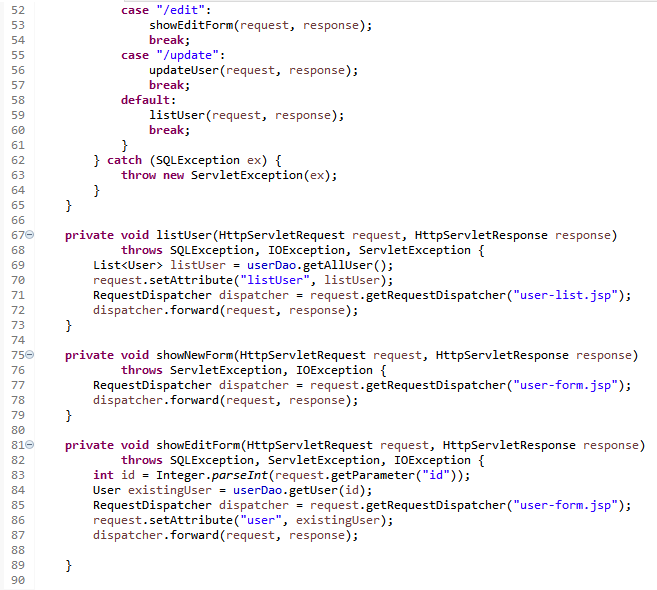 52 case "/edit":
53 showEditForm(request, response);
54 break;
55 case "/update":
56 updateUser(request, response);
57 break;
58 default:
59 listUser(request, response);
60 break;
61 }
62 } catch (SQLException ex) {
63 throw new ServletException(ex);
64 }
65 }
66
67 private void listUser(HttpServletRequest request, HttpServletResponse response)
68 throws SQLException, IOException, ServletException {
69 List<User> listUser = userDao.getAllUser();
70 request.setAttribute("listUser", listUser);
71 RequestDispatcher dispatcher = request.getRequestDispatcher("user-list.jsp");
72 dispatcher.forward(request, response);
73 }
74
75 private void showNewForm(HttpServletRequest request, HttpServletResponse response)
76 throws ServletException, IOException {
77 RequestDispatcher dispatcher = request.getRequestDispatcher("user-form.jsp");
78 dispatcher.forward(request, response);
79 }
80
81 private void showEditForm(HttpServletRequest request, HttpServletResponse response)
82 throws SQLException, ServletException, IOException {
83 int id = Integer.parseInt(request.getParameter("id"));
84 User existingUser = userDao.getUser(id);
85 RequestDispatcher dispatcher = request.getRequestDispatcher("user-form.jsp");
86 request.setAttribute("user", existingUser);
87 dispatcher.forward(request, response);
88
89 }
90